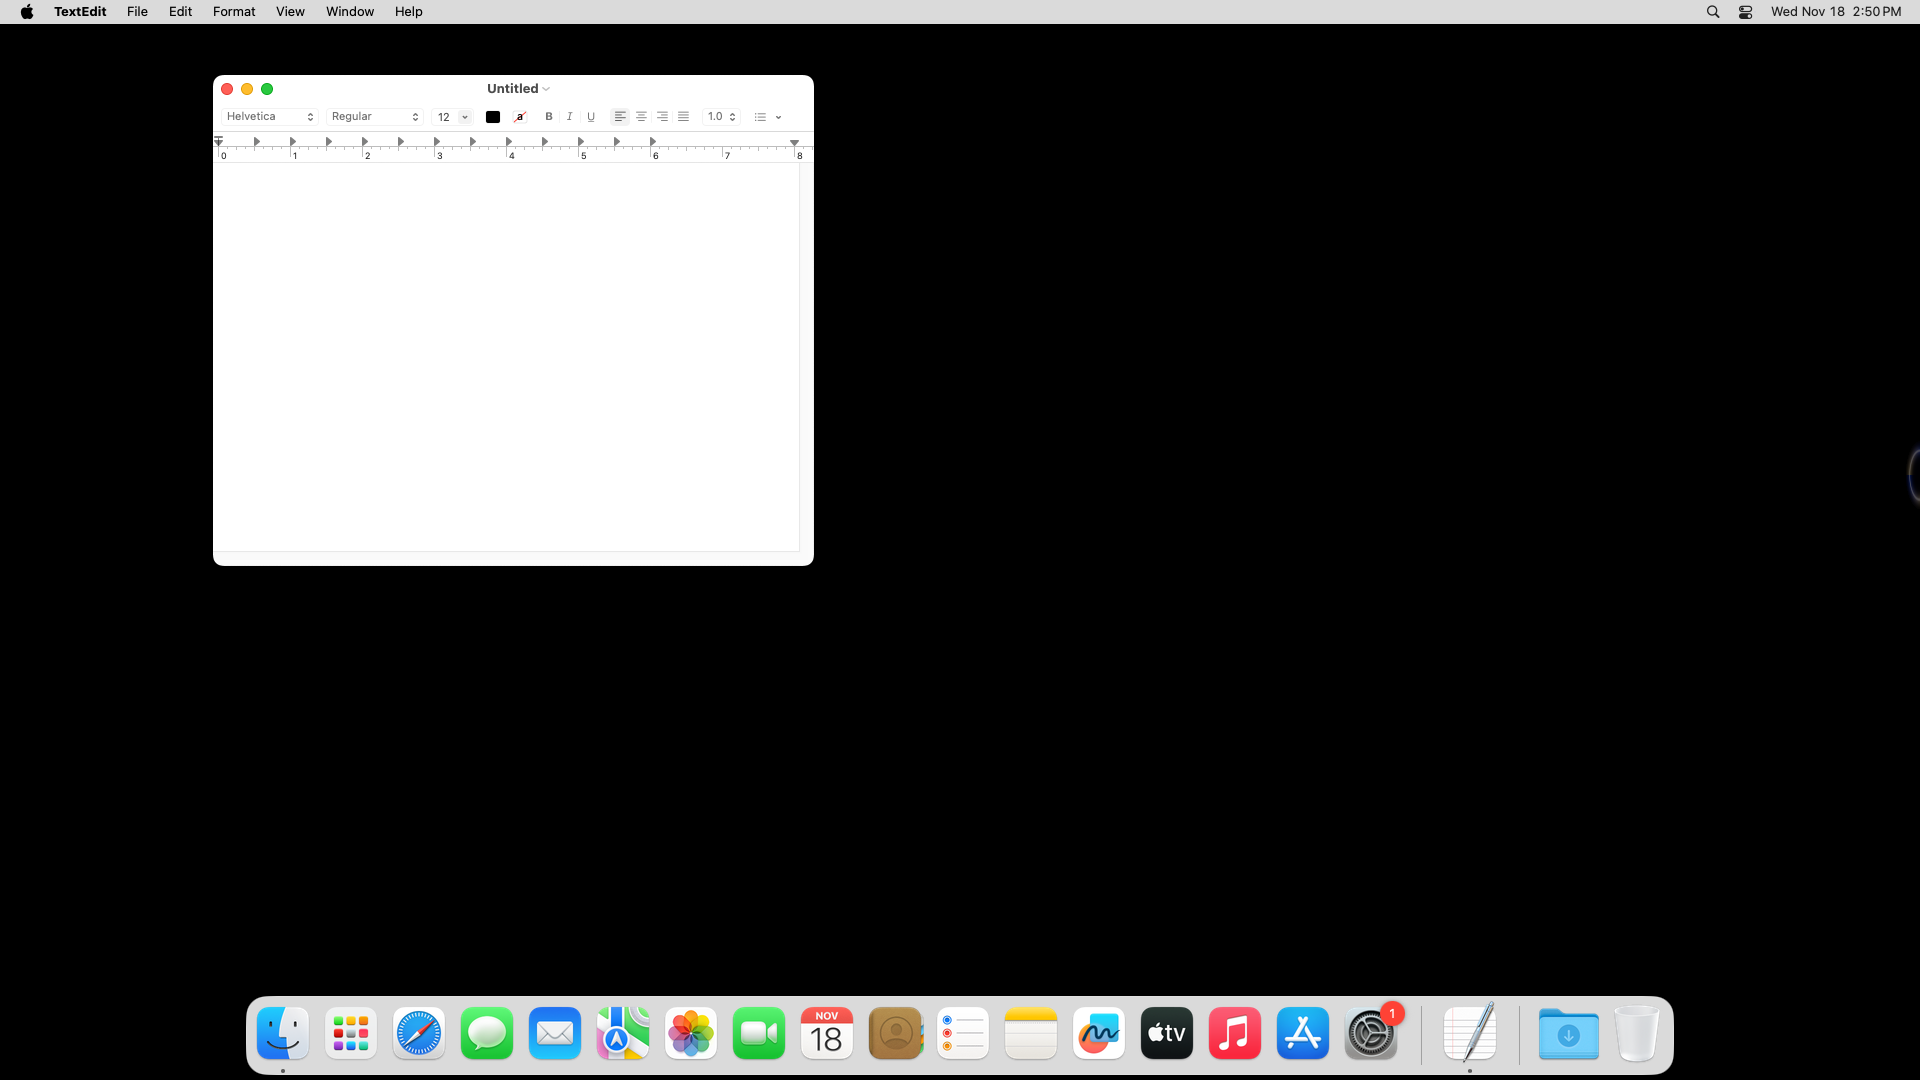 TextEdit File Edit Format View Window Help Wed Nov 18 2:50 PM
Untitled
Helvetica Regular 12 a B I U 1.0
0 1 2 3 4 5 6 7 8
NOV
18
tv
1